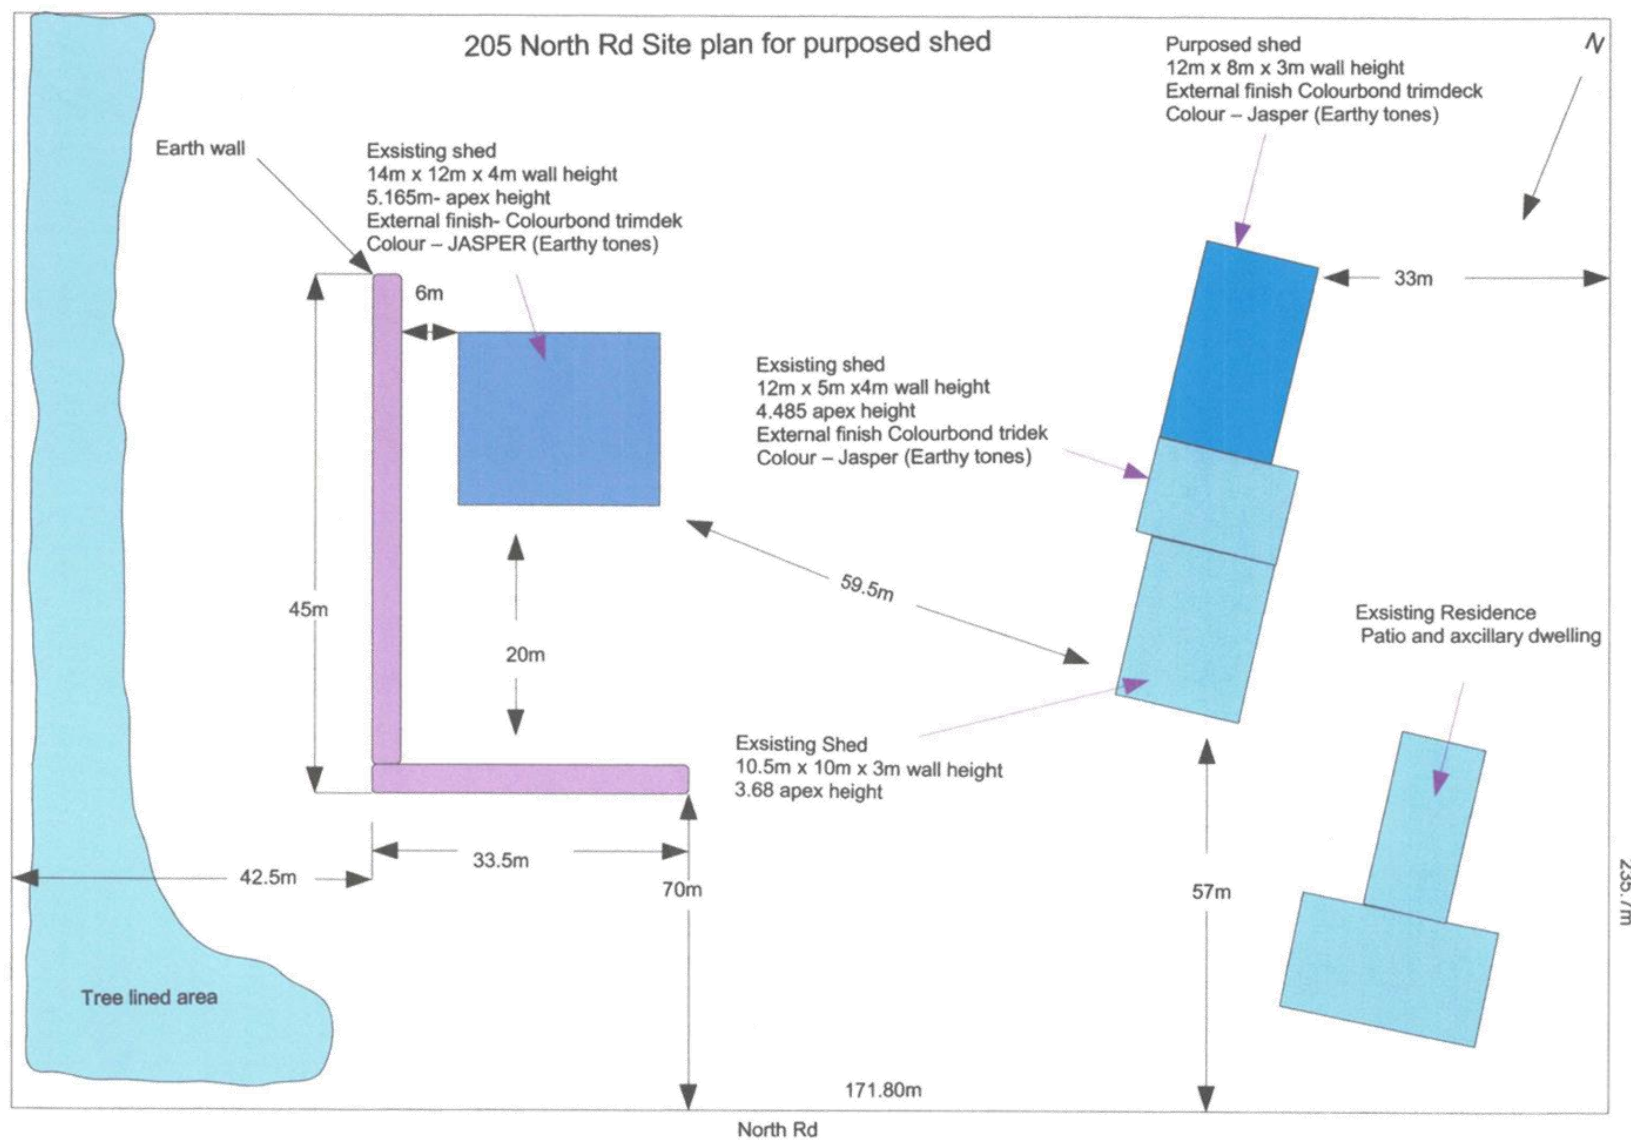 205 North Rd Site plan for purposed shed
Purposed shed
12m x 8m x 3m wall height
External finish Colourbond trimdeck
Colour – Jasper (Earthy tones)
N
Earth wall
Exsisting shed
14m x 12m x 4m wall height
5.165m- apex height
External finish- Colourbond trimdek
Colour – JASPER (Earthy tones)
6m
33m
Exsisting shed
12m x 5m x4m wall height
4.485 apex height
External finish Colourbond tridek
Colour – Jasper (Earthy tones)
59.5m
45m
20m
Exsisting Residence
Patio and axcillary dwelling
Exsisting Shed
10.5m x 10m x 3m wall height
3.68 apex height
33.5m
42.5m
70m
57m
235.7m
Tree lined area
171.80m
North Rd